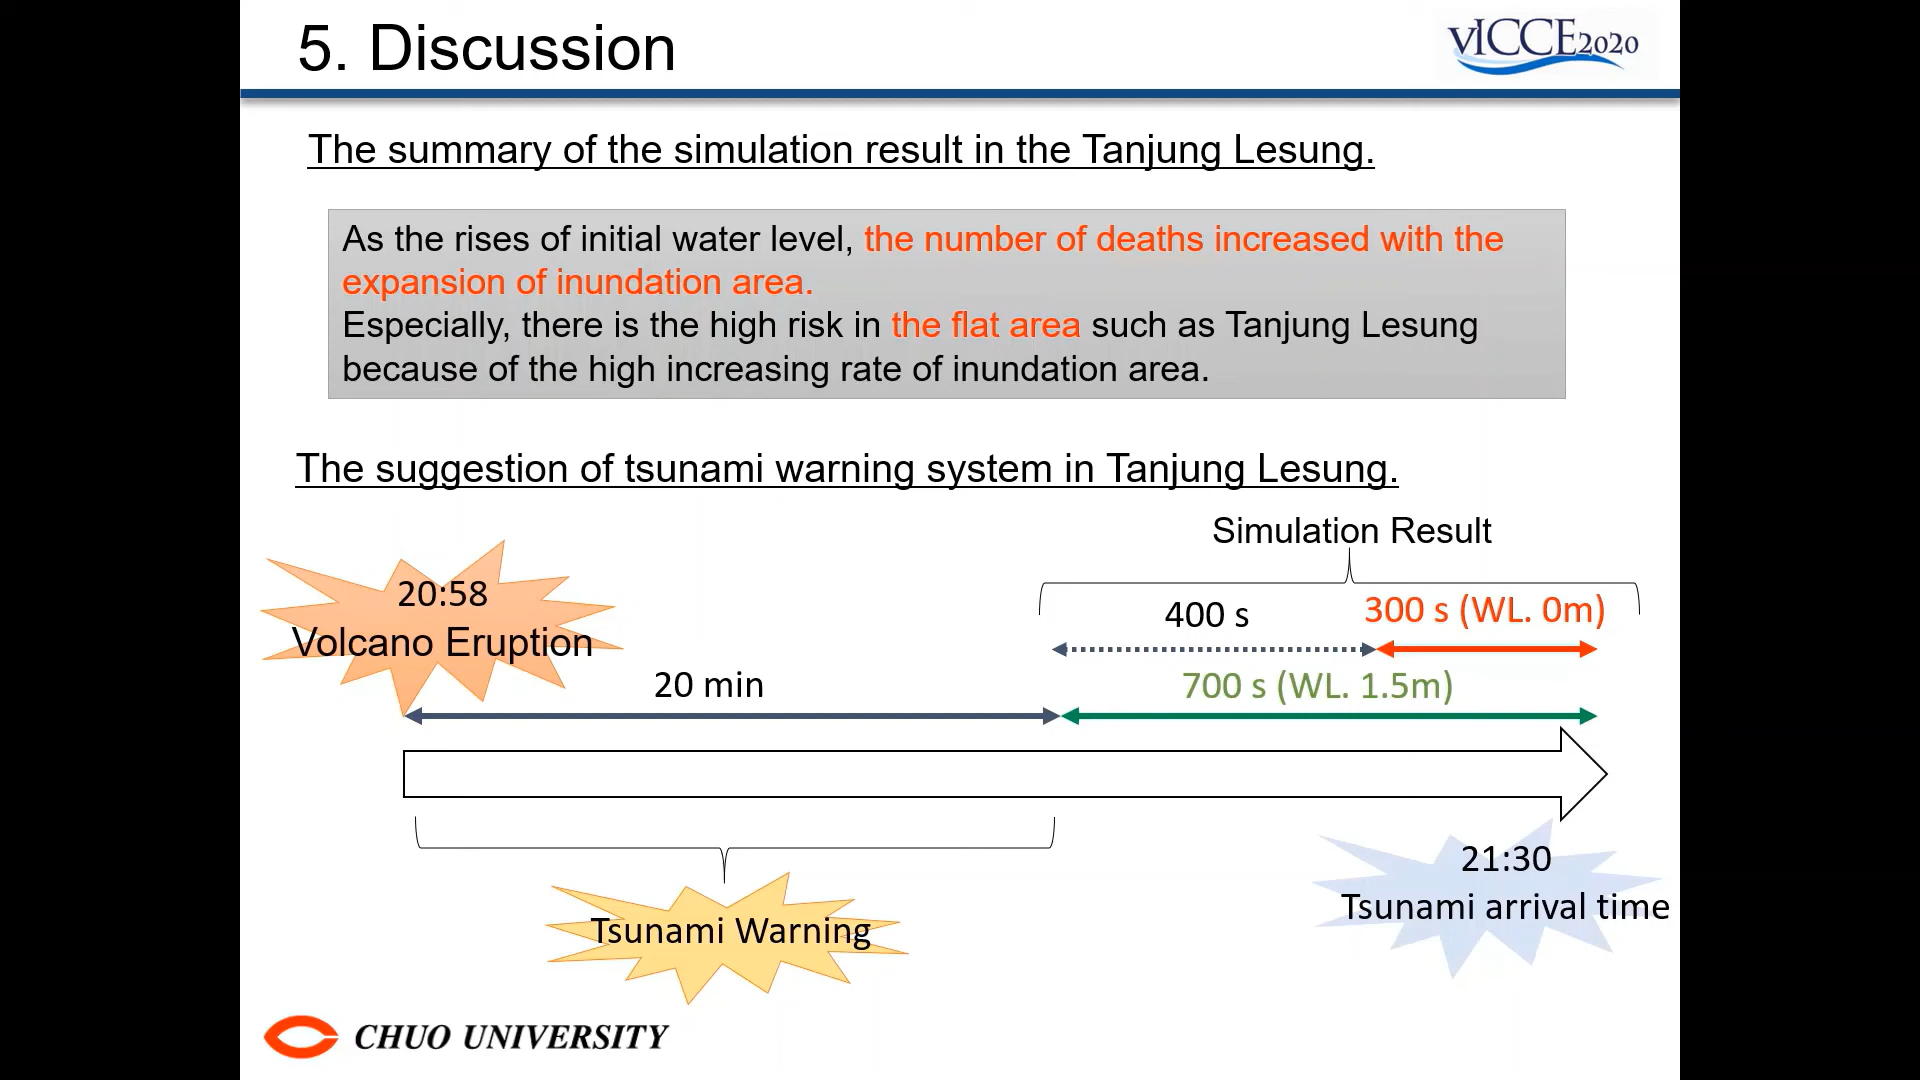 5. Discussion
vICCE2020
The summary of the simulation result in the Tanjung Lesung.
As the rises of initial water level, the number of deaths increased with the
expansion of inundation area.
Especially, there is the high risk in the flat area such as Tanjung Lesung
because of the high increasing rate of inundation area.
The suggestion of tsunami warning system in Tanjung Lesung.
Simulation Result
20:58
Volcano Eruption
400 s
300 s (WL. 0m)
20 min
700 s (WL. 1.5m)
21:30
Tsunami arrival time
Tsunami Warning
CHUO UNIVERSITY